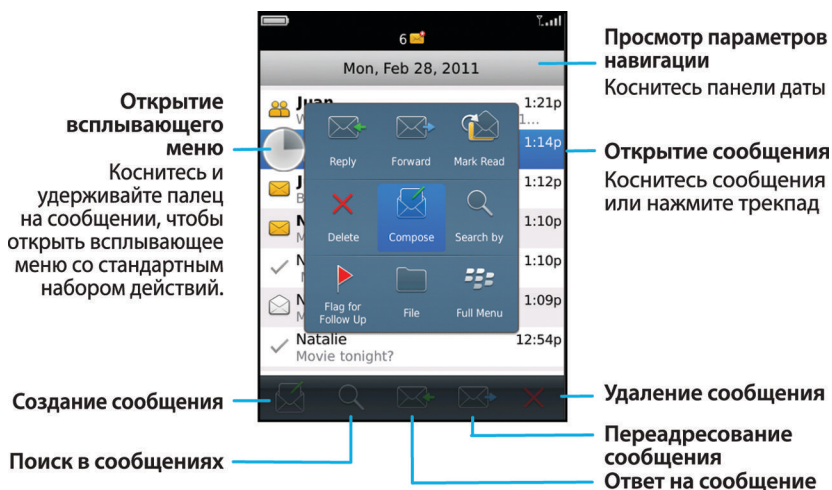 6
Mon, Feb 28, 2011
Просмотр параметров
навигации
Коснитесь панели даты
Открытие
всплывающего
меню
Коснитесь и
удерживайте палец
на сообщении, чтобы
открыть всплывающее
меню со стандартным
набором действий.
Juan 1:21p
W 1...
1:14p
J 1:12p
B
N 1:10p
M
N 1:10p
N 1:09p
M
Natalie 12:54p
Movie tonight?
Reply Forward Mark Read
Delete Compose Search by
Flag for
Follow Up File Full Menu
Открытие сообщения
Коснитесь сообщения
или нажмите трекпад
Создание сообщения
Поиск в сообщениях
Удаление сообщения
Переадресование
сообщения
Ответ на сообщение